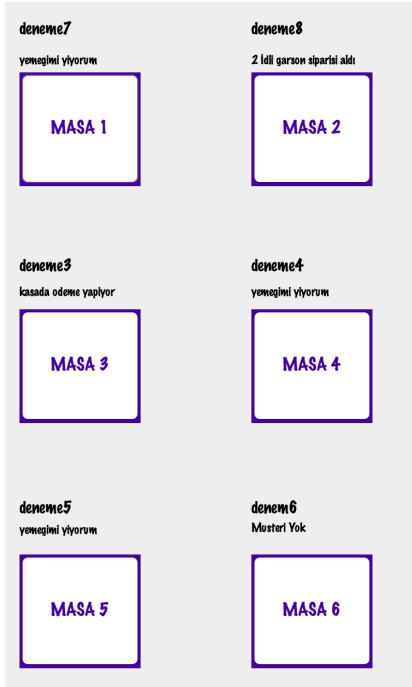 deneme7
yemegimi yiyorum
MASA 1
deneme8
2 İdli garson siparisi aldı
MASA 2
deneme3
kasada odeme yapiyor
MASA 3
deneme4
yemegimi yiyorum
MASA 4
deneme5
yemegimi yiyorum
MASA 5
denem6
Musteri Yok
MASA 6